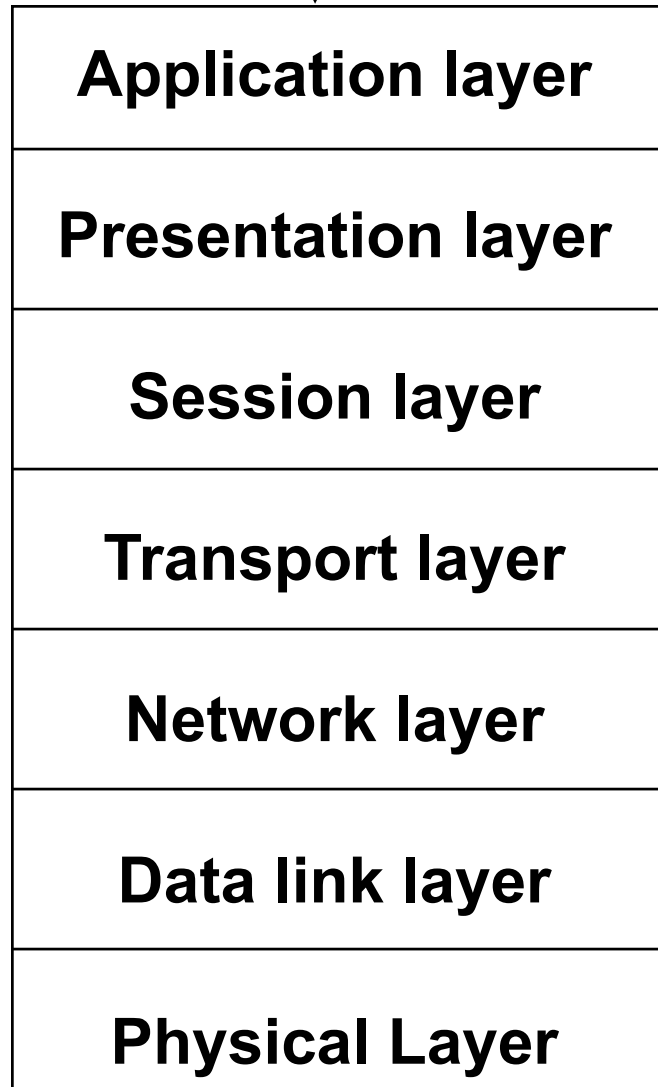 Application layer
Presentation layer
Session layer
Transport layer
Network layer
Data link layer
Physical Layer